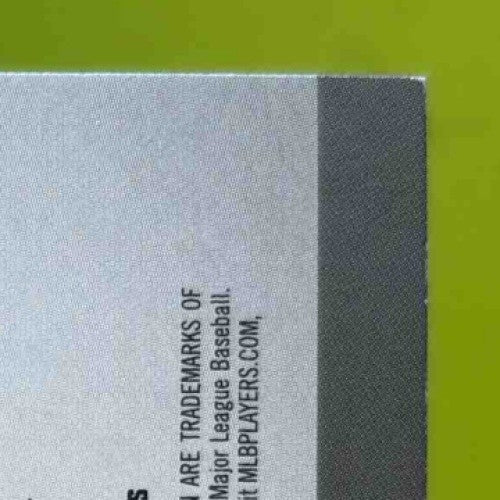 ARE TRADEMARKS OF
Major League Baseball.
MLBPLAYERS.COM,